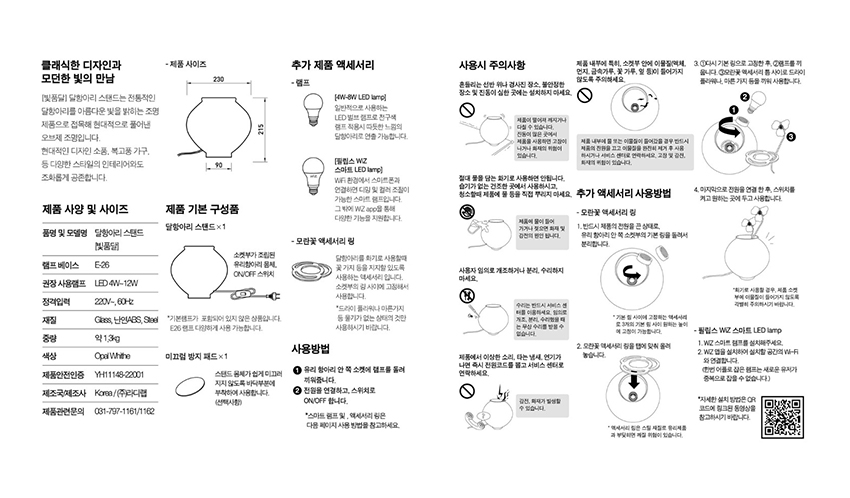 클래식한 디자인과
모던한 빛의 만남
[빛품달] 달항아리 스탠드는 전통적인
달항아리를 아름다운 빛을 밝히는 조명
제품으로 접목해 현대적으로 풀어낸
오브제 조명입니다.
현대적인 디자인 소품, 복고풍 가구,
등 다양한 스타일의 인테리어와도
조화롭게 공존합니다.
제품 사양 및 사이즈
품명 및 모델명 달항아리 스탠드
[빛품달]
램프 베이스 E-26
권장 사용램프 LED 4W~12W
정격입력 220V~, 60Hz
재질 Glass, 난연ABS, Steel
중량 약 1,3kg
색상 Opal Whithe
제품안전인증 YH11148-22001
제조국/제조사 Korea / (주)라디랩
제품관련문의 031-797-1161/1162
- 제품 사이즈
230
215
90
제품 기본 구성품
달항아리 스탠드 × 1
소켓부가 조립된
유리항아리 몸체,
ON/OFF 스위치
*기본램프가 포함되어 있지 않은 상품입니다.
E26 램프 다양하게 사용 가능합니다.
미끄럼 방지 패드 × 1
스탠드 몸체가 쉽게 미끄러
지지 않도록 바닥부분에
부착하여 사용합니다.
(선택사항)
추가 제품 액세서리
- 램프
[4W-8W LED lamp]
일반적으로 사용하는
LED 벌브 램프로 전구색
램프 적용시 따듯한 느낌의
달항아리로 연출 가능합니다.
[필립스 WiZ
스마트 LED lamp]
WiFi 환경에서 스마트폰과
연결하면 디밍 및 컬러 조절이
가능한 스마트 램프입니다.
그 밖에 WiZ app을 통해
다양한 기능을 지원합니다.
- 모란꽃 액세서리 링
달항아리를 화기로 사용할때
꽃 가지 등을 지지할 있도록
사용하는 액세서리 입니다.
소켓부의 링 사이에 고정해서
사용합니다.
*드라이 플라워나 마른가지
등 물기가 없는 상태의 것만
사용하시기 바랍니다.
사용방법
❶ 유리 항아리 안 쪽 소켓에 램프를 돌려
끼워줍니다.
❷ 전원을 연결하고, 스위치로
ON/OFF 합니다.
*스마트 램프 및 , 액세서리 링은
다음 페이지 사용 방법을 참고하세요.
사용시 주의사항
흔들리는 선반 위나 경사진 장소, 불안정한
장소 및 진동이 심한 곳에는 설치하지 마세요.
제품이 떨어져 깨지거나
다칠 수 있습니다.
진동이 많은 곳에서
제품을 사용하면 고장이
나거나 화재의 위험이
있습니다.
절대 물을 담는 화기로 사용하면 안됩니다.
습기가 없는 건조한 곳에서 사용하시고,
청소할때 제품에 물 등을 직접 뿌리지 마세요.
제품에 물이 들어
가거나 젖으면 화재 및
감전의 원인 됩니다.
사용자 임의로 개조하거나 분리, 수리하지
마세요.
수리는 반드시 서비스 센
터를 이용하세요. 임의로
개조, 분리, 수리했을 때
는 무상 수리를 받을 수
없습니다.
제품에서 이상한 소리, 타는 냄새, 연기가
나면 즉시 전원코드를 뽑고 서비스 센터로
연락하세요.
감전, 화재가 발생할
수 있습니다.
제품 내부에 특히, 소켓부 안에 이물질(액체,
먼지, 금속가루, 꽃 가루, 잎 등)이 들어가지
않도록 주의하세요.
제품 내부에 물 또는 이물질이 들어갔을 경우 반드시
제품의 전원을 끄고 이물질을 완전히 제거 후 사용
하시거나 서비스 센터로 연락하세요. 고장 및 감전,
화재의 위험이 있습니다.
추가 액세서리 사용방법
- 모란꽃 액세서리 링
1. 반드시 제품의 전원을 끈 상태로,
유리 항아리 안 쪽 소켓부의 기본 링을 돌려서
분리합니다.
*기본 링 사이에 고정하는 액세서리
로 3개의 기본 링 사이 원하는 높이
에 고정이 가능합니다.
2. 모란꽃 액세서리 링을 탭에 맞춰 올려
놓습니다.
* 액세서리 링은 스틸 재질로 유리제품
과 부딪히면 깨질 위험이 있습니다.
3. ①다시 기본 링으로 고정한 후, ②램프를 끼
웁니다. ③모란꽃 액세서리 틈 사이로 드라이
플라워나, 마른 가지 등을 끼워 사용합니다.
❶
❷
❸
4. 마지막으로 전원을 연결 한 후, 스위치를
켜고 원하는 곳에 두고 사용합니다.
*화기로 사용할 경우, 제품 소켓
부에 이물질이 들어가지 않도록
각별히 주의하시기 바랍니다.
- 필립스 WiZ 스마트 LED lamp
1. WiZ 스마트 램프를 설치해주세요.
2. WiZ 앱을 설치하여 설치할 공간의 Wi-Fi
와 연결합니다.
(한번 어플로 잡은 램프는 새로운 유저가
중복으로 잡을 수 없습니다.)
*자세한 설치 방법은 QR
코드에 링크된 동영상을
참고하시기 바랍니다.